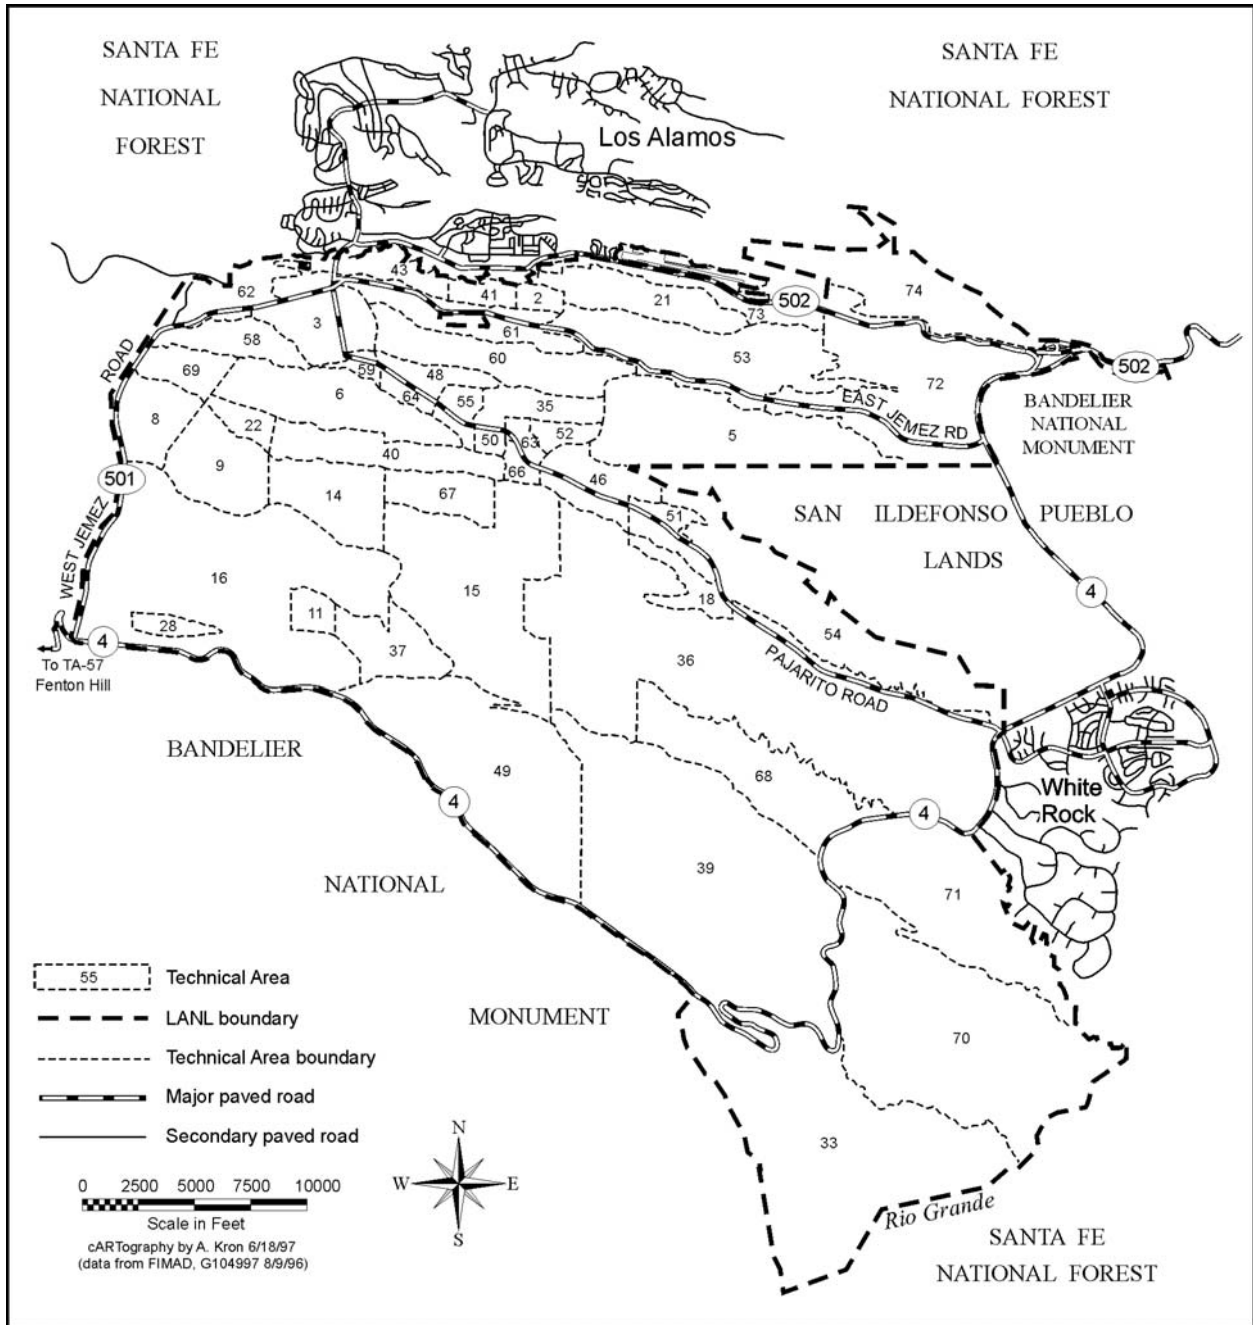 SANTA FE
NATIONAL
FOREST
SANTA FE
NATIONAL FOREST
Los Alamos
43
62
41
2
21
73
502
74
3
61
58
60
53
502
69
59
48
72
6
64
55
35
EAST JEMEZ RD
BANDELIER
NATIONAL
MONUMENT
ROAD
8
22
50
63
52
5
9
40
66
46
501
14
67
51
SAN ILDEFONSO PUEBLO
LANDS
WEST JEMEZ
16
15
18
4
11
28
54
4
37
36
To TA-57
Fenton Hill
PAJARITO ROAD
BANDELIER
49
68
White
Rock
4
4
39
NATIONAL
71
55 Technical Area
LANL boundary
MONUMENT
70
Technical Area boundary
Major paved road
Secondary paved road
33
N
W E
S
0 2500 5000 7500 10000
Scale in Feet
Rio Grande
cARTography by A. Kron 6/18/97
(data from FIMAD, G104997 8/9/96)
SANTA FE
NATIONAL FOREST